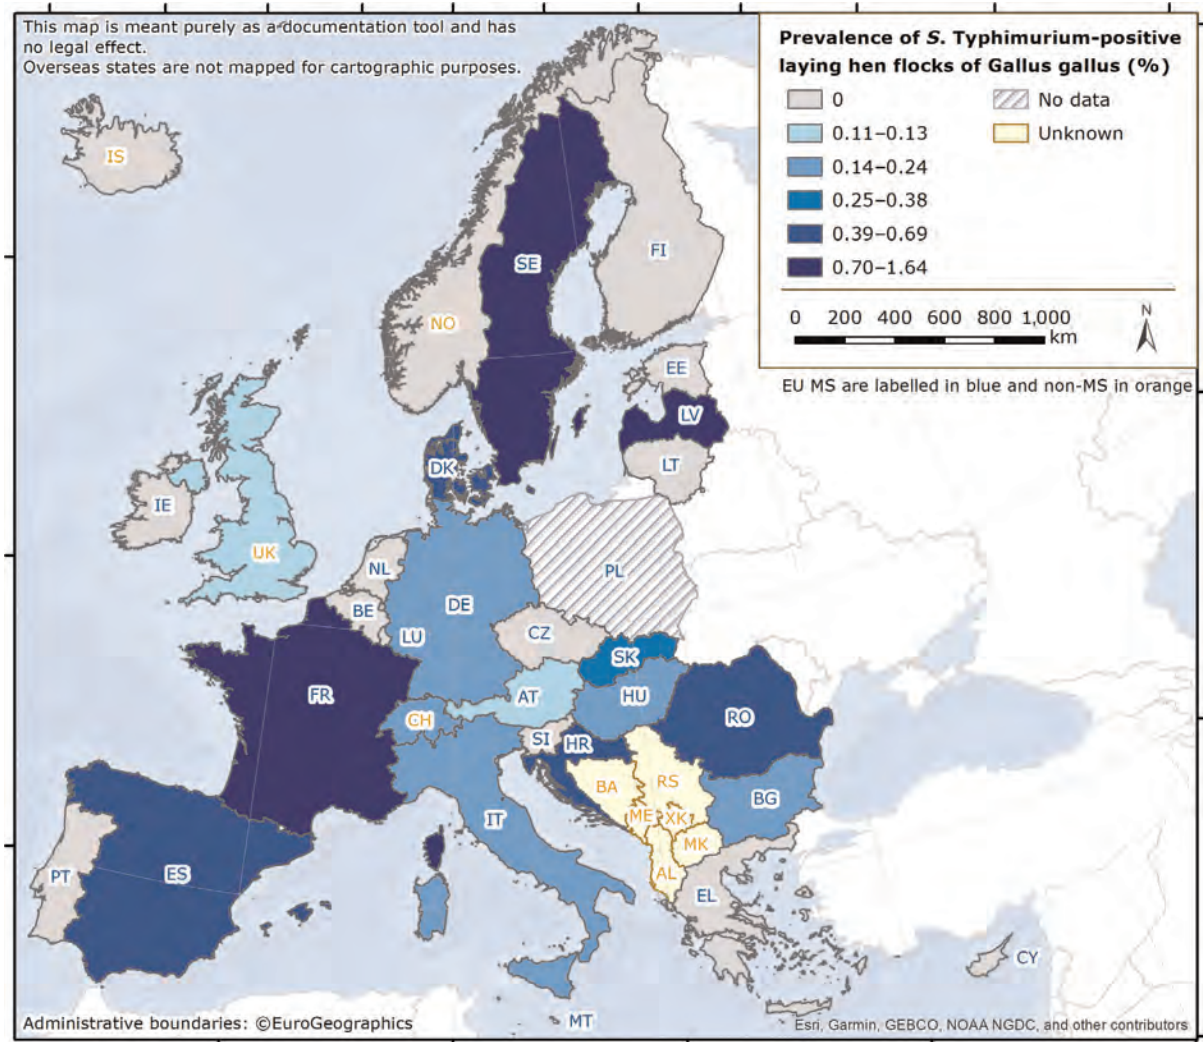 This map is meant purely as a documentation tool and has
no legal effect.
Overseas states are not mapped for cartographic purposes.
Prevalence of S. Typhimurium-positive
laying hen flocks of Gallus gallus (%)
0
No data
0.11–0.13
Unknown
0.14–0.24
0.25–0.38
0.39–0.69
0.70–1.64
0 200 400 600 800 1,000
km
N
EU MS are labelled in blue and non-MS in orange
IS
FI
SE
NO
EE
LV
LT
DK
IE
UK
NL
PL
BE
DE
CZ
LU
SK
FR
AT
HU
CH
RO
SI
HR
RS
BA
BG
ME
XK
IT
MK
PT
ES
AL
EL
CY
MT
Administrative boundaries: ©EuroGeographics
Esri, Garmin, GEBCO, NOAA NGDC, and other contributors